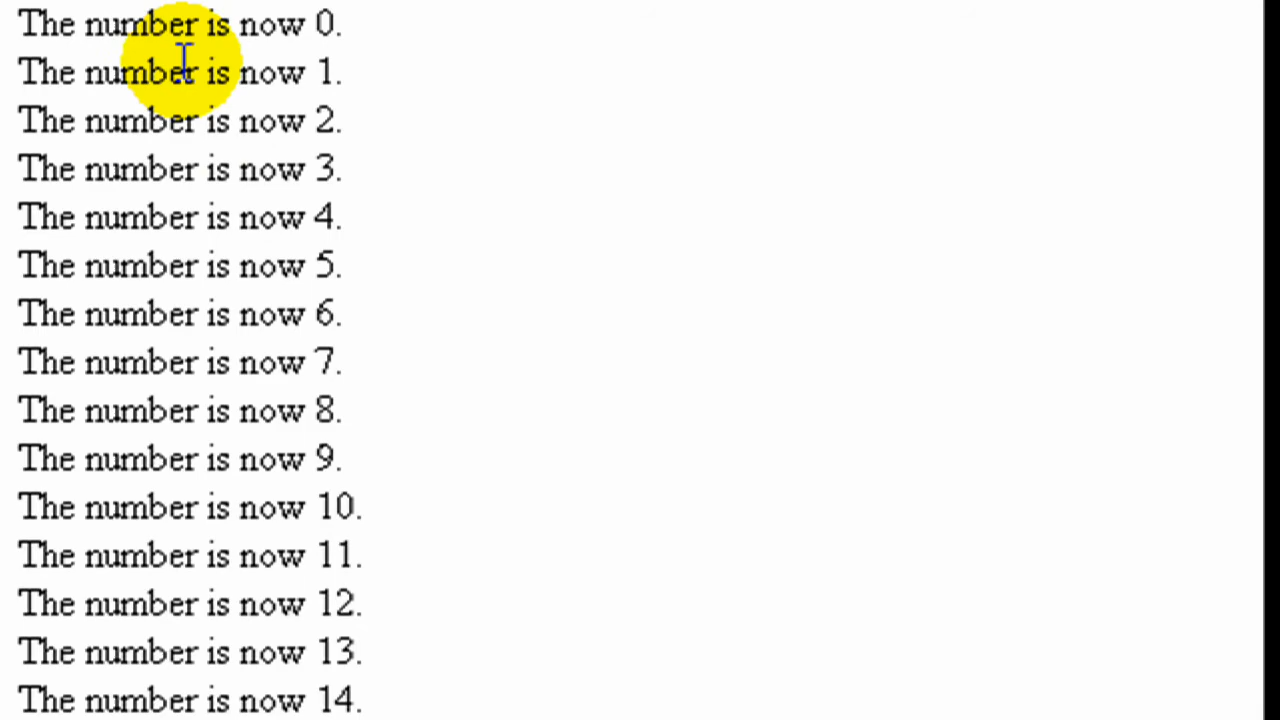 The number is now 0.
The number is now 1.
The number is now 2.
The number is now 3.
The number is now 4.
The number is now 5.
The number is now 6.
The number is now 7.
The number is now 8.
The number is now 9.
The number is now 10.
The number is now 11.
The number is now 12.
The number is now 13.
The number is now 14.